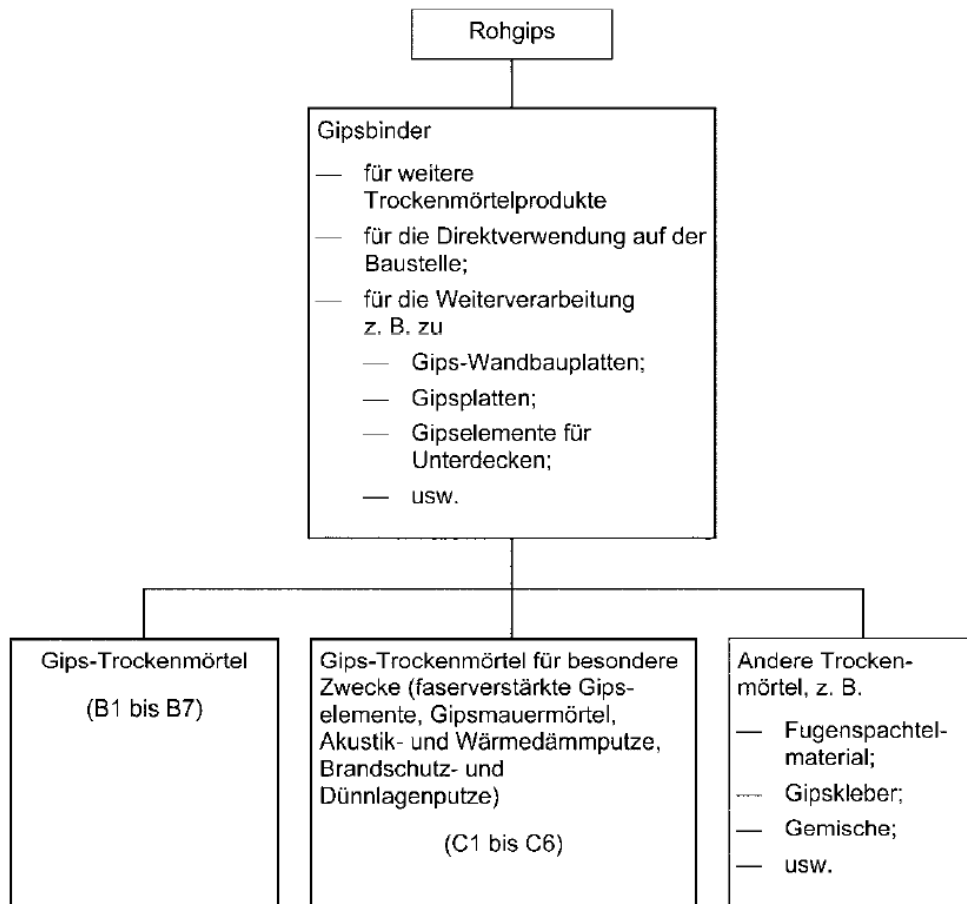 Rohgips
Gipsbinder
— für weitere
Trockenmörtelprodukte
— für die Direktverwendung auf der
Baustelle;
— für die Weiterverarbeitung
z. B. zu
— Gips-Wandbauplatten;
— Gipsplatten;
— Gipselemente für
Unterdecken;
— usw.
Gips-Trockenmörtel
(B1 bis B7)
Gips-Trockenmörtel für besondere
Zwecke (faserverstärkte Gips-
elemente, Gipsmauermörtel,
Akustik- und Wärmedämmputze,
Brandschutz- und
Dünnlagenputze)
(C1 bis C6)
Andere Trocken-
mörtel, z. B.
— Fugenspachtel-
material;
— Gipskleber;
— Gemische;
— usw.